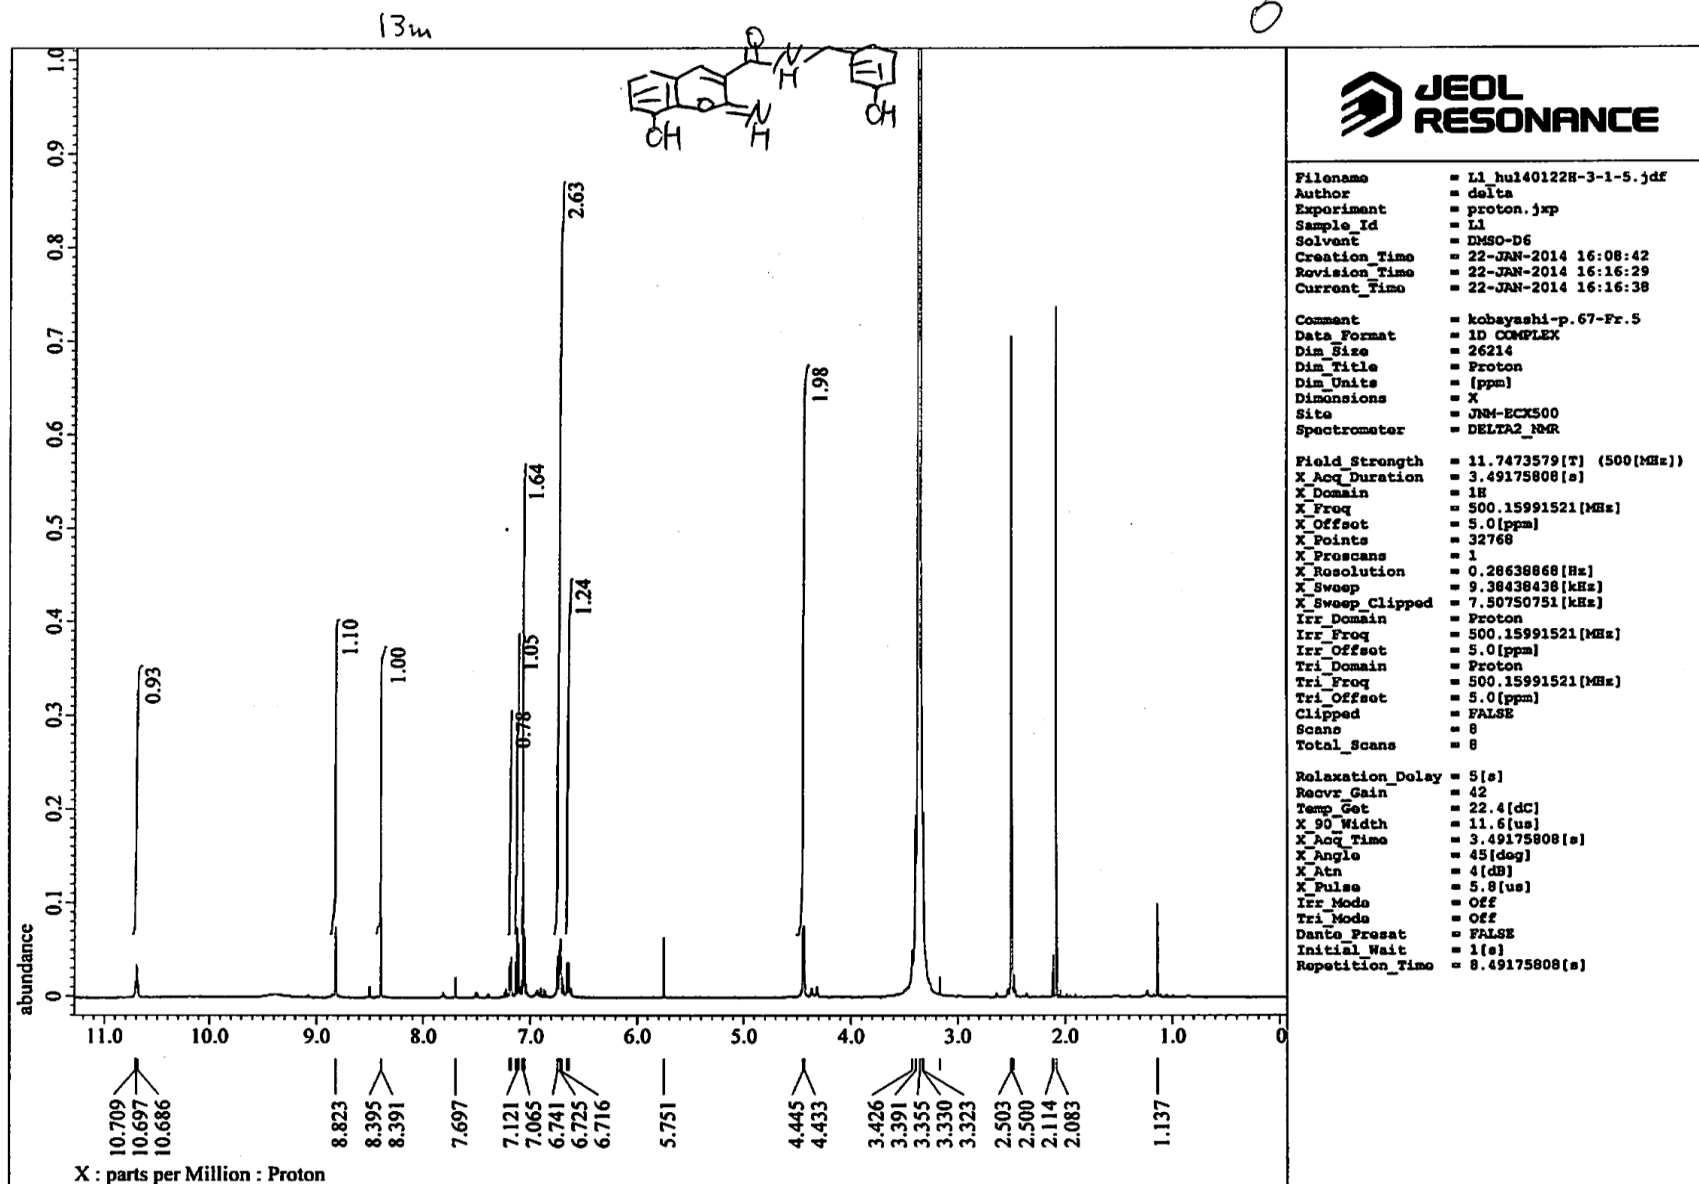 13m
O
O
N
H
OH
O
N
H
OH
JEOL
RESONANCE
Filename = L1_hu140122H-3-1-5.jdf
Author = delta
Experiment = proton.jxp
Sample_Id = L1
Solvent = DMSO-D6
Creation_Time = 22-JAN-2014 16:08:42
Revision_Time = 22-JAN-2014 16:16:29
Current_Time = 22-JAN-2014 16:16:38
Comment = kobayashi-p.67-Fr.5
Data_Format = 1D COMPLEX
Dim_Size = 26214
Dim_Title = Proton
Dim_Units = [ppm]
Dimensions = X
Site = JNM-ECX500
Spectrometer = DELTA2_NMR
Field_Strength = 11.7473579[T] (500[MHz])
X_Acq_Duration = 3.49175808[s]
X_Domain = 1H
X_Freq = 500.15991521[MHz]
X_Offset = 5.0[ppm]
X_Points = 32768
X_Prescans = 1
X_Resolution = 0.28638868[Hz]
X_Sweep = 9.38438438[kHz]
X_Sweep_Clipped = 7.50750751[kHz]
Irr_Domain = Proton
Irr_Freq = 500.15991521[MHz]
Irr_Offset = 5.0[ppm]
Tri_Domain = Proton
Tri_Freq = 500.15991521[MHz]
Tri_Offset = 5.0[ppm]
Clipped = FALSE
Scans = 8
Total_Scans = 8
Relaxation_Delay = 5[s]
Recvr_Gain = 42
Temp_Get = 22.4[dC]
X_90_Width = 11.6[us]
X_Acq_Time = 3.49175808[s]
X_Angle = 45[deg]
X_Atn = 4[dB]
X_Pulse = 5.8[us]
Irr_Mode = Off
Tri_Mode = Off
Dante_Presat = FALSE
Initial_Wait = 1[s]
Repetition_Time = 8.49175808[s]
abundance
1.0
0.9
0.8
0.7
0.6
0.5
0.4
0.3
0.2
0.1
0
0.93
1.10
1.00
0.78
1.05
1.64
2.63
1.24
1.98
11.0 10.0 9.0 8.0 7.0 6.0 5.0 4.0 3.0 2.0 1.0 0
10.709
10.697
10.686
8.823
8.395
8.391
7.697
7.121
7.065
6.741
6.725
6.716
5.751
4.445
4.433
3.426
3.391
3.355
3.330
3.323
2.503
2.500
2.114
2.083
1.137
X : parts per Million : Proton